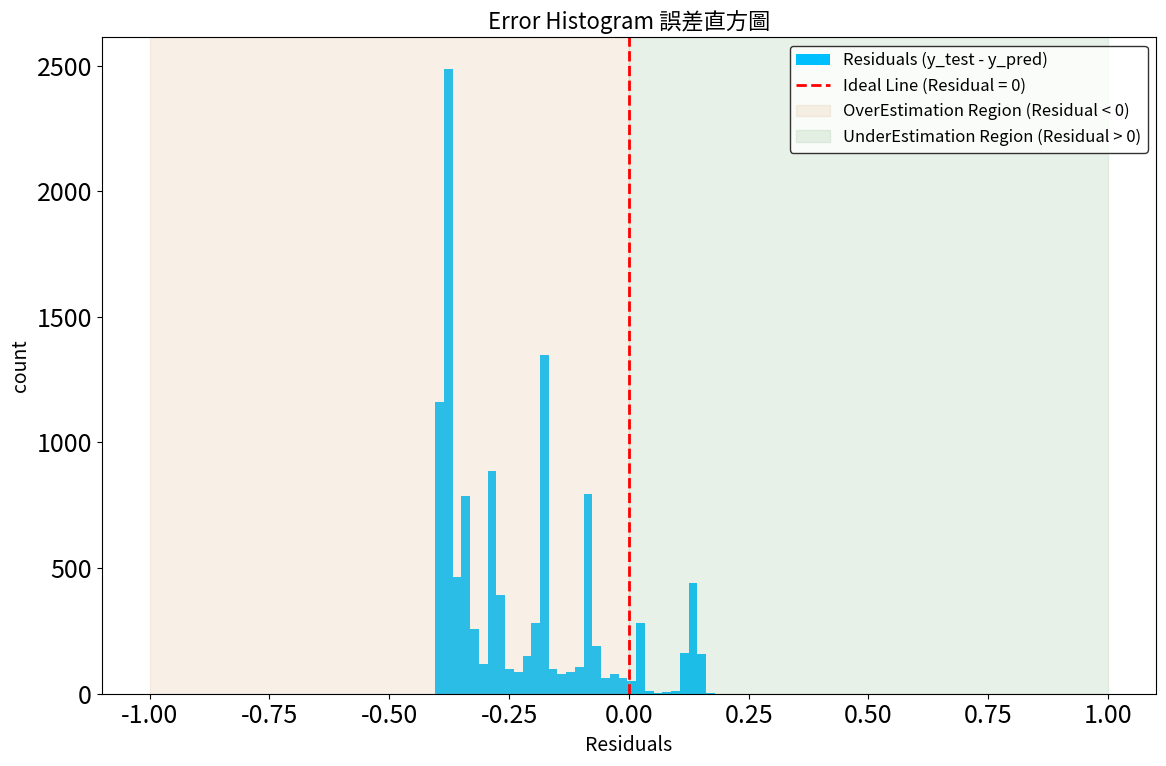 Error Histogram 誤差直方圖
Residuals (y_test - y_pred)
Ideal Line (Residual = 0)
OverEstimation Region (Residual < 0)
UnderEstimation Region (Residual > 0)
2500
2000
1500
1000
500
0
count
-1.00 -0.75 -0.50 -0.25 0.00 0.25 0.50 0.75 1.00
Residuals